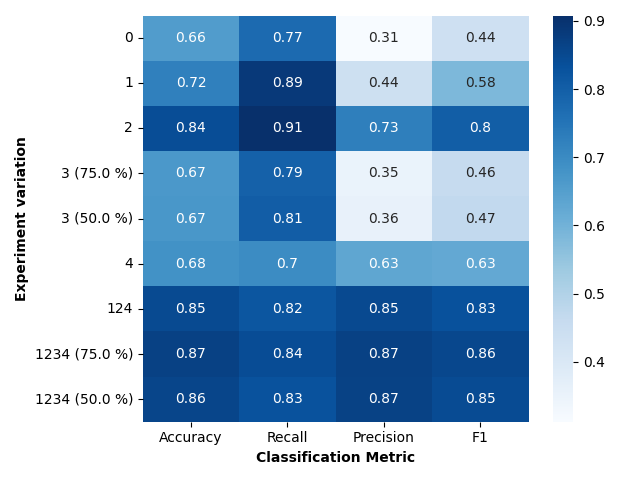 0 0.66 0.77 0.31 0.44
1 0.72 0.89 0.44 0.58
2 0.84 0.91 0.73 0.8
3 (75.0 %) 0.67 0.79 0.35 0.46
3 (50.0 %) 0.67 0.81 0.36 0.47
4 0.68 0.7 0.63 0.63
124 0.85 0.82 0.85 0.83
1234 (75.0 %) 0.87 0.84 0.87 0.86
1234 (50.0 %) 0.86 0.83 0.87 0.85
Accuracy Recall Precision F1
Classification Metric
Experiment variation
0.9
0.8
0.7
0.6
0.5
0.4